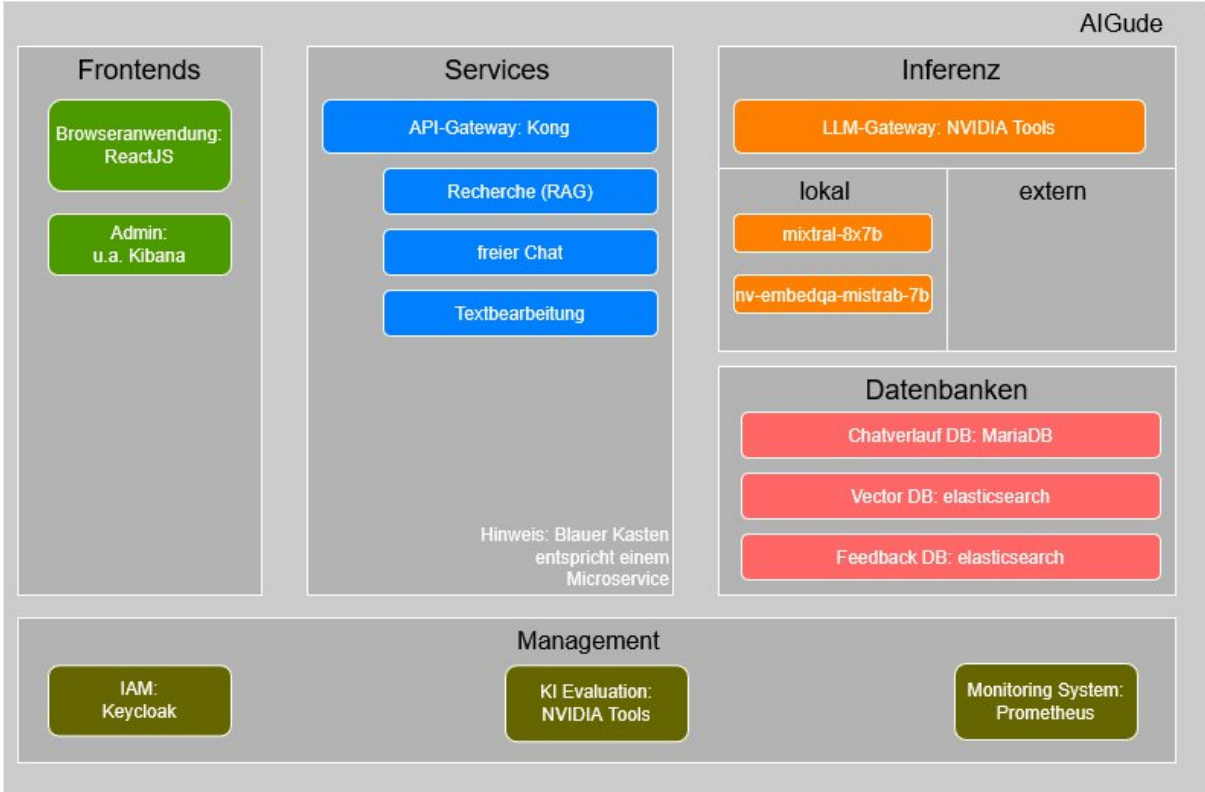 AIGude
Frontends
Browseranwendung:
ReactJS
Admin:
u.a. Kibana
Services
API-Gateway: Kong
Recherche (RAG)
freier Chat
Textbearbeitung
Hinweis: Blauer Kasten
entspricht einem
Microservice
Inferenz
LLM-Gateway: NVIDIA Tools
lokal
mixtral-8x7b
nv-embedqa-mistrab-7b
extern
Datenbanken
Chatverlauf DB: MariaDB
Vector DB: elasticsearch
Feedback DB: elasticsearch
Management
IAM:
Keycloak
KI Evaluation:
NVIDIA Tools
Monitoring System:
Prometheus